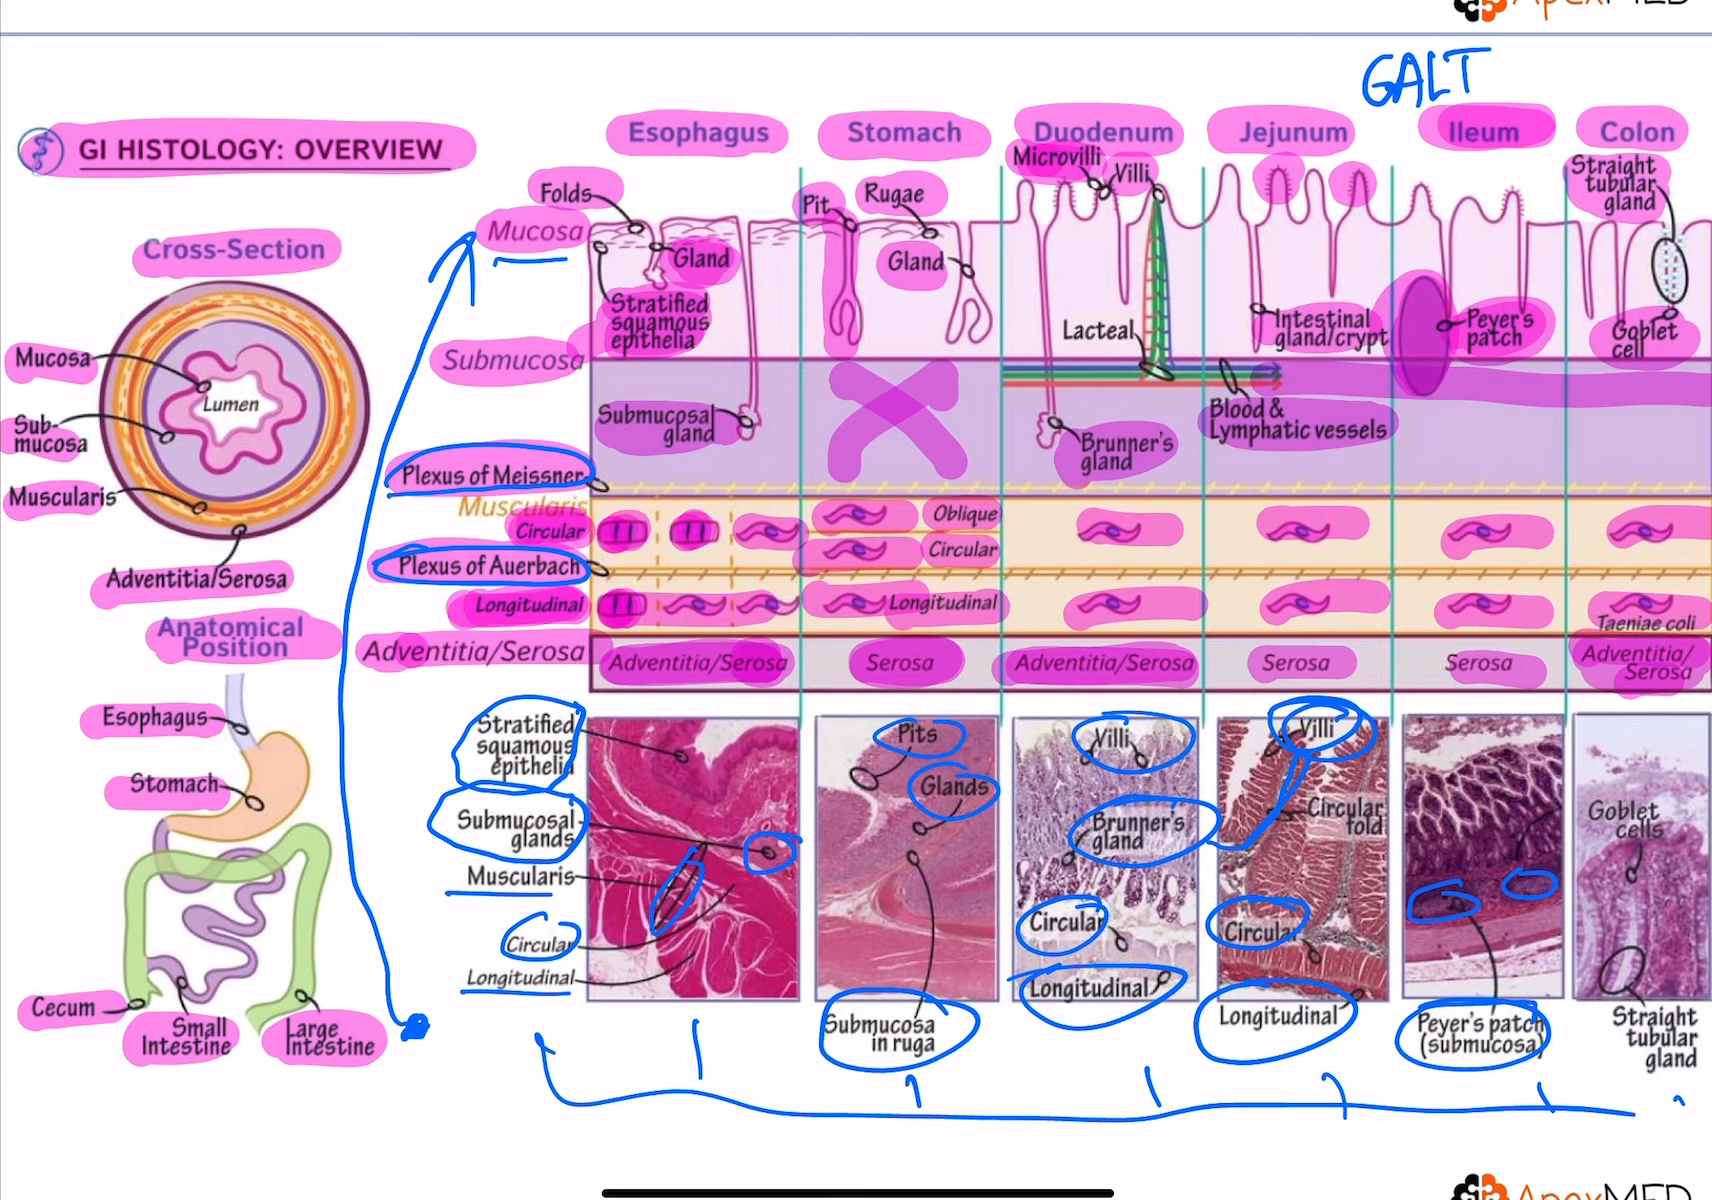 ApexMED
GALT
GI HISTOLOGY: OVERVIEW
Esophagus
Stomach
Duodenum
Jejunum
Ileum
Colon
Cross-Section
Mucosa
Lumen
Sub-
mucosa
Muscularis
Adventitia/Serosa
Anatomical
Position
Esophagus
Stomach
Cecum
Small
Intestine
Large
Intestine
Mucosa
Submucosa
Plexus of Meissner
Muscularis
Circular
Plexus of Auerbach
Longitudinal
Adventitia/Serosa
Folds
Gland
Stratified
squamous
epithelia
Submucosal
gland
Adventitia/Serosa
Pit
Rugae
Gland
Oblique
Circular
Longitudinal
Serosa
Microvilli
Villi
Lacteal
Brunner's
gland
Adventitia/Serosa
Intestinal
gland/crypt
Blood &
Lymphatic vessels
Serosa
Peyer's
patch
Serosa
Straight
tubular
gland
Goblet
cell
Taeniae coli
Adventitia/
Serosa
Stratified
squamous
epithelia
Submucosal
glands
Muscularis
Circular
Longitudinal
Pits
Glands
Submucosa
in ruga
Villi
Brunner's
gland
Circular
Longitudinal
Villi
Circular
fold
Circular
Longitudinal
Peyer's patch
(submucosa)
Goblet
cells
Straight
tubular
gland
ApexMED